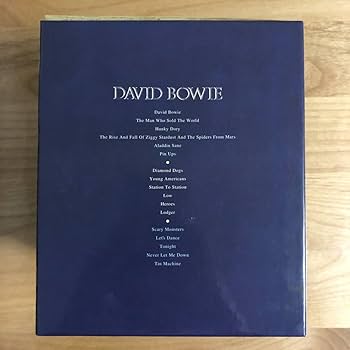 DAVID BOWIE
David Bowie
The Man Who Sold The World
Hunky Dory
The Rise And Fall Of Ziggy Stardust And The Spiders From Mars
Aladdin Sane
Pin Ups
Diamond Dogs
Young Americans
Station To Station
Low
Heroes
Lodger
Scary Monsters
Let's Dance
Tonight
Never Let Me Down
Tin Machine